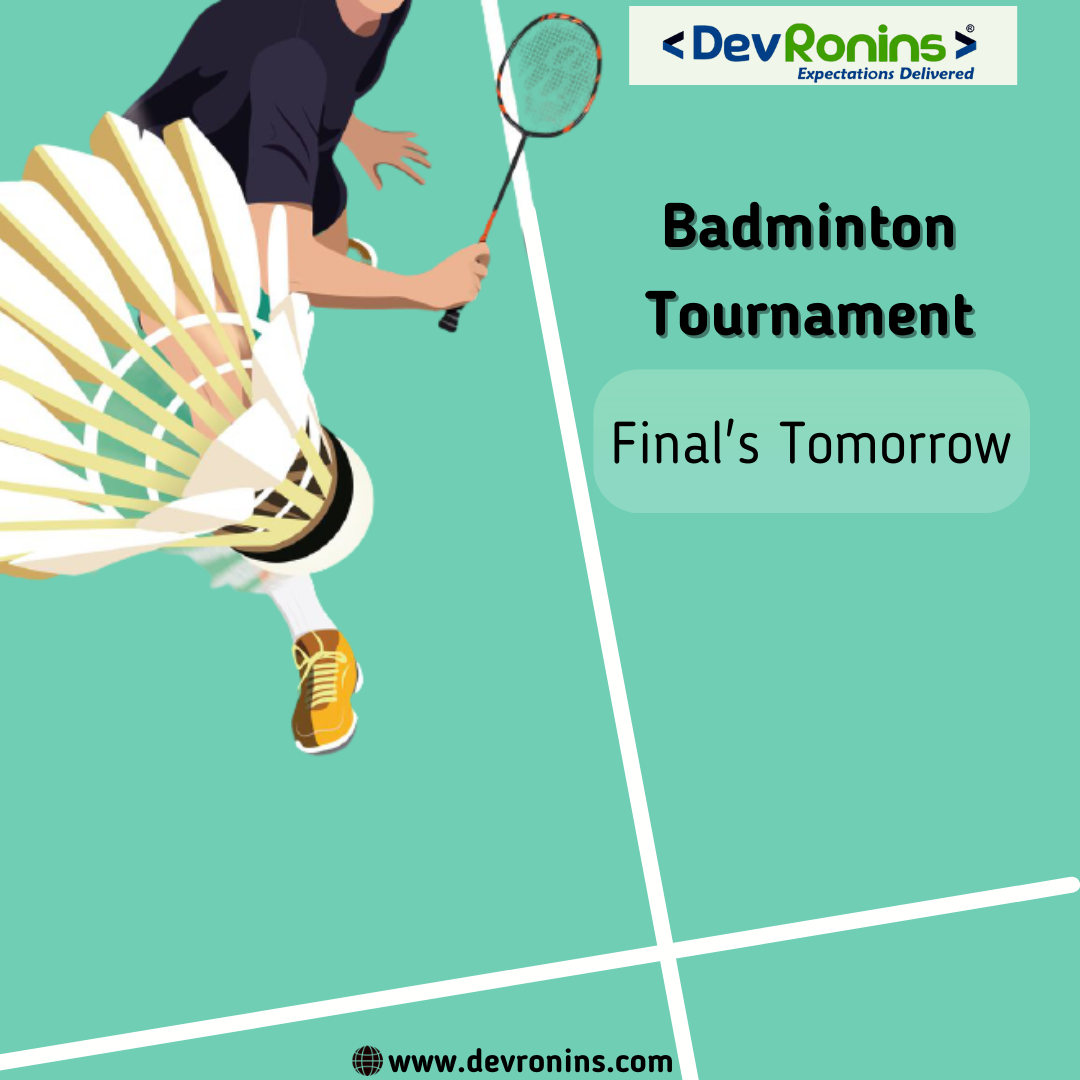 <DevRonins®>
Expectations Delivered
Badminton
Tournament
Final's Tomorrow
www.devronins.com